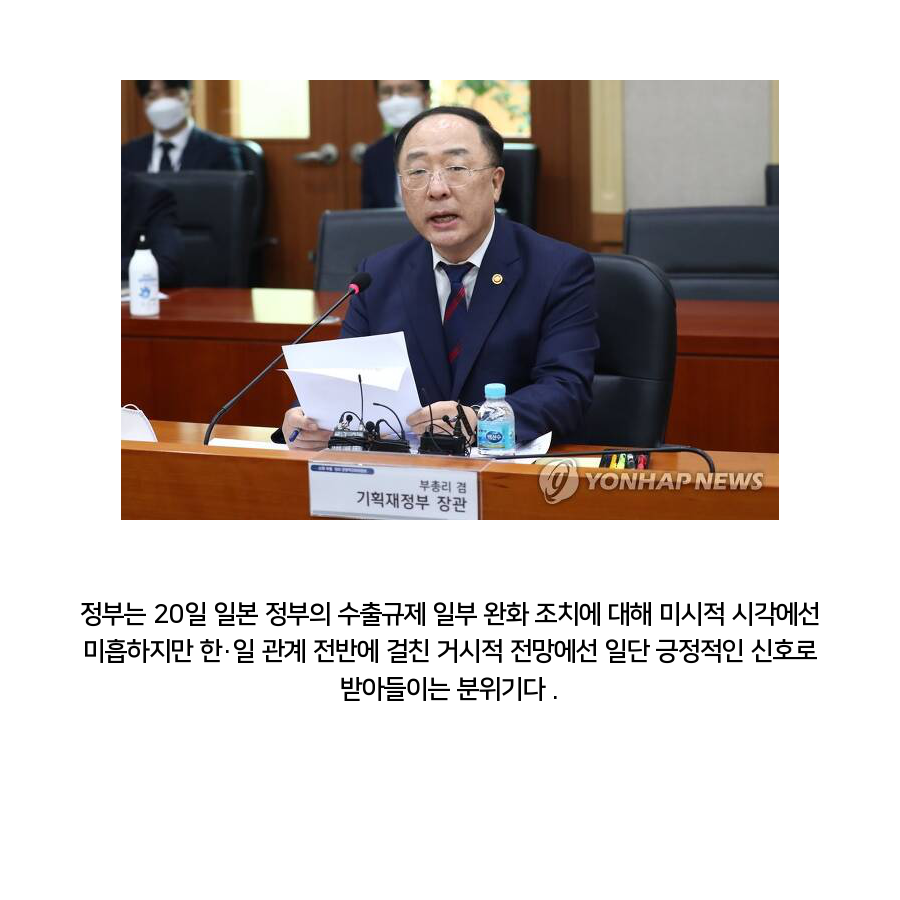 부총리 겸
기획재정부 장관
YONHAP NEWS
정부는 20일 일본 정부의 수출규제 일부 완화 조치에 대해 미시적 시각에선
미흡하지만 한·일 관계 전반에 걸친 거시적 전망에선 일단 긍정적인 신호로
받아들이는 분위기다 .